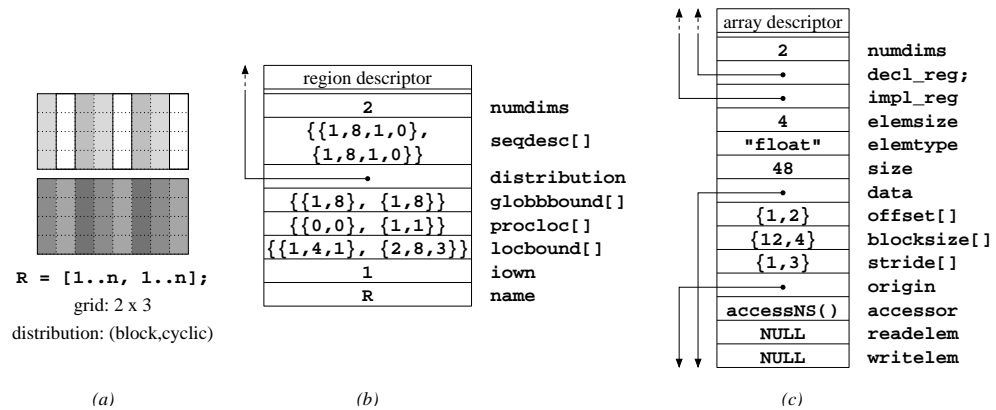 R = [1..n, 1..n];
grid: 2 x 3
distribution: (block,cyclic)
(a)
region descriptor
2 numdims
{{1,8,1,0}, {1,8,1,0}} seqdesc[]
distribution
{{1,8}, {1,8}} globbbound[]
{{0,0}, {1,1}} procloc[]
{{1,4,1}, {2,8,3}} locbound[]
1 iown
R name
(b)
array descriptor
2 numdims
decl_reg;
impl_reg
4 elemsize
"float" elemtype
48 size
data
{1,2} offset[]
{12,4} blocksize[]
{1,3} stride[]
origin
accessNS() accessor
NULL readelem
NULL writelem
(c)